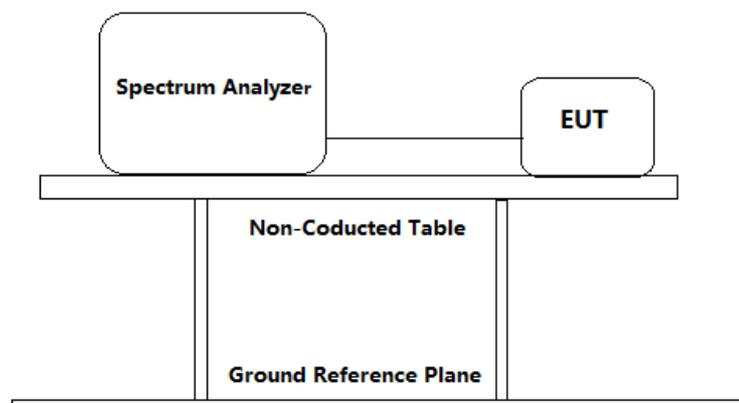 Spectrum Analyzer
EUT
Non-Coducted Table
Ground Reference Plane